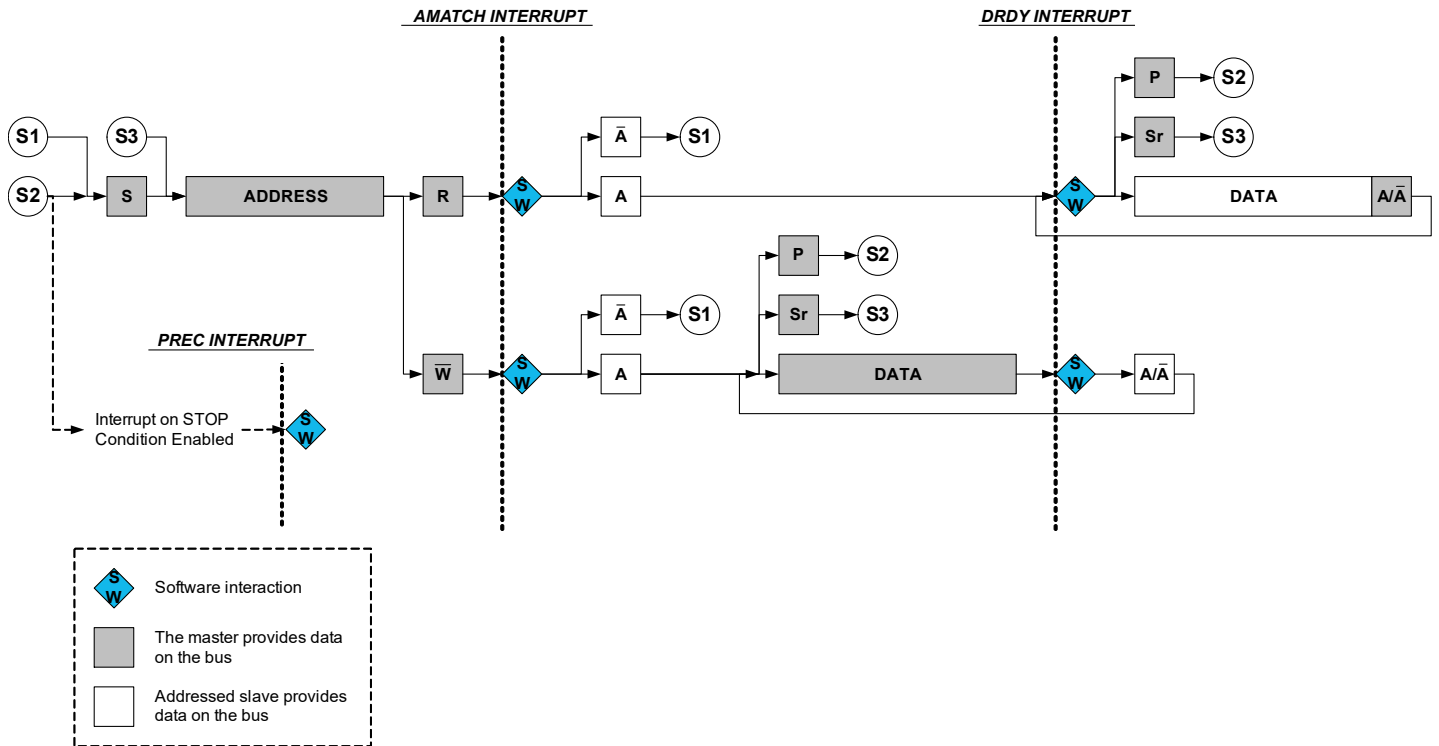 AMATCH INTERRUPT
DRDY INTERRUPT
P
S2
S1
S3
A̅
S1
Sr
S3
S2
S
ADDRESS
R
S
W
A
S
W
DATA
A/A̅
P
S2
A̅
S1
Sr
S3
PREC INTERRUPT
W̅
S
W
A
DATA
S
W
A/A̅
Interrupt on STOP
Condition Enabled
S
W
S
W
Software interaction
The master provides data
on the bus
Addressed slave provides
data on the bus